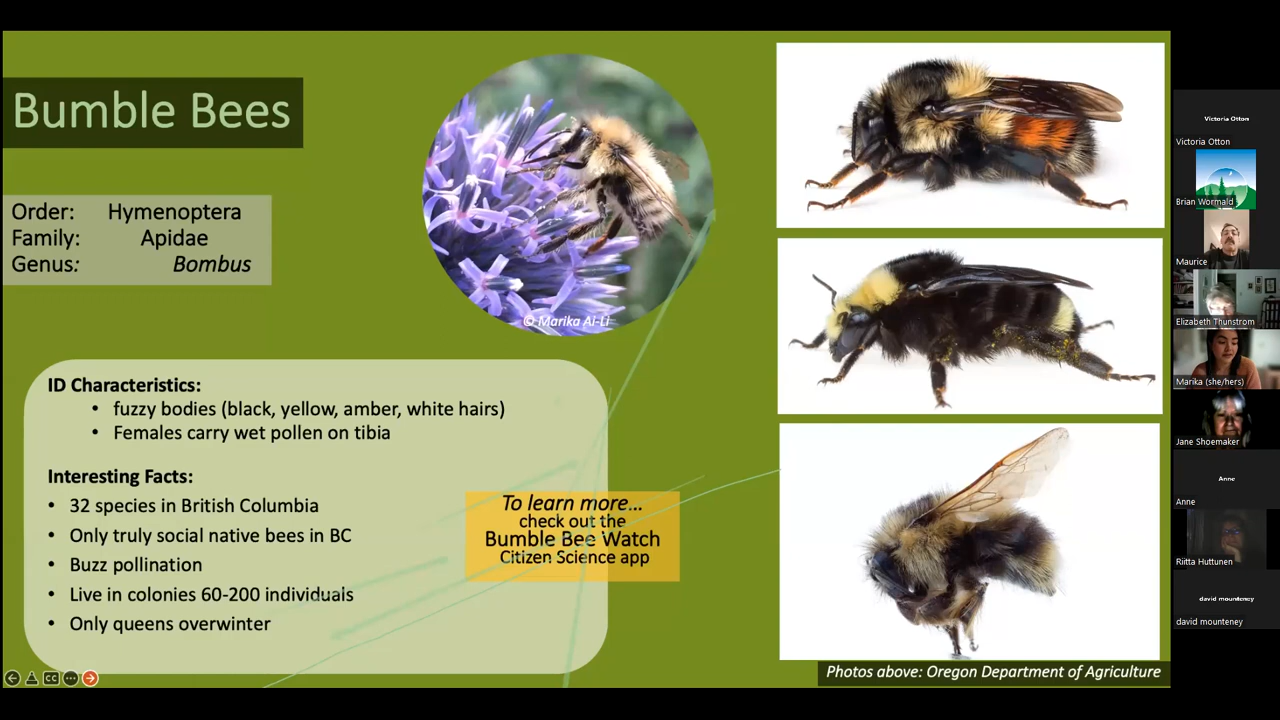 Bumble Bees
Order: Hymenoptera
Family: Apidae
Genus: Bombus
© Marika Ai-Li
ID Characteristics:
• fuzzy bodies (black, yellow, amber, white hairs)
• Females carry wet pollen on tibia
Interesting Facts:
• 32 species in British Columbia
• Only truly social native bees in BC
• Buzz pollination
• Live in colonies 60-200 individuals
• Only queens overwinter
To learn more...
check out the
Bumble Bee Watch
Citizen Science app
Photos above: Oregon Department of Agriculture
CC
Victoria Otton
Victoria Otton
Brian Wormald
Maurice
Elizabeth Thunstrom
Marika (she/hers)
Jane Shoemaker
Anne
Anne
Riitta Huttunen
david mounteney
david mounteney